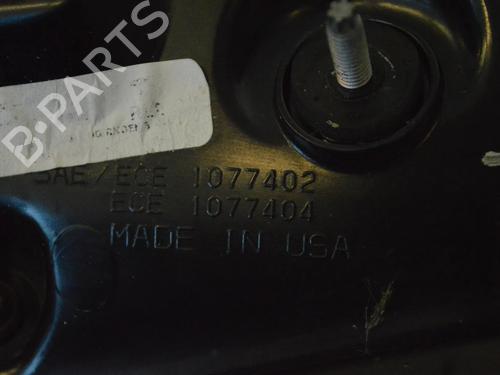 B-PARTS
SAE/ECE 1077402
ECE 1077404
MADE IN USA